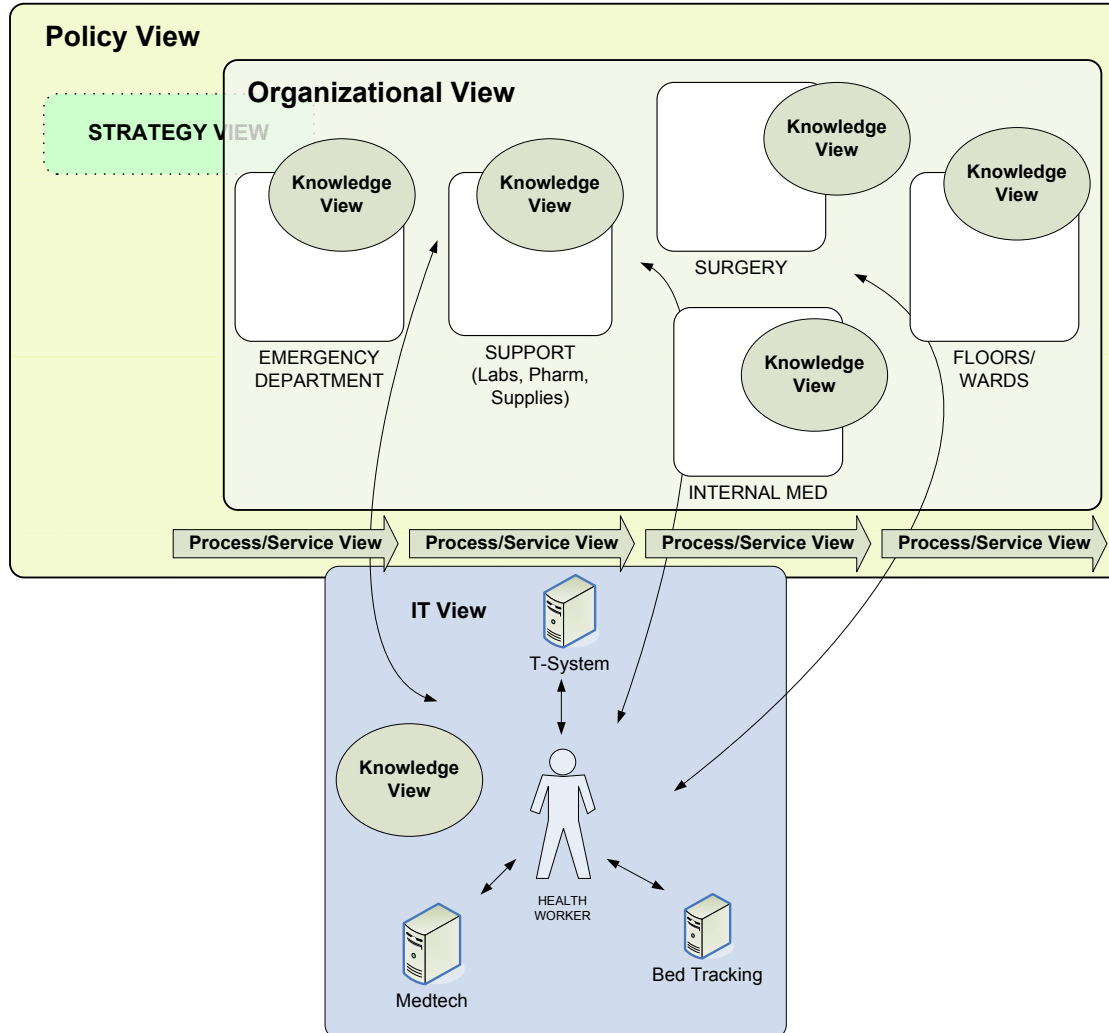 Policy View
Organizational View
STRATEGY VIEW
Knowledge
View
Knowledge
View
Knowledge
View
Knowledge
View
EMERGENCY
DEPARTMENT
SUPPORT
(Labs, Pharm,
Supplies)
SURGERY
Knowledge
View
INTERNAL MED
FLOORS/
WARDS
Process/Service View
Process/Service View
Process/Service View
Process/Service View
IT View
T-System
Knowledge
View
HEALTH
WORKER
Medtech
Bed Tracking